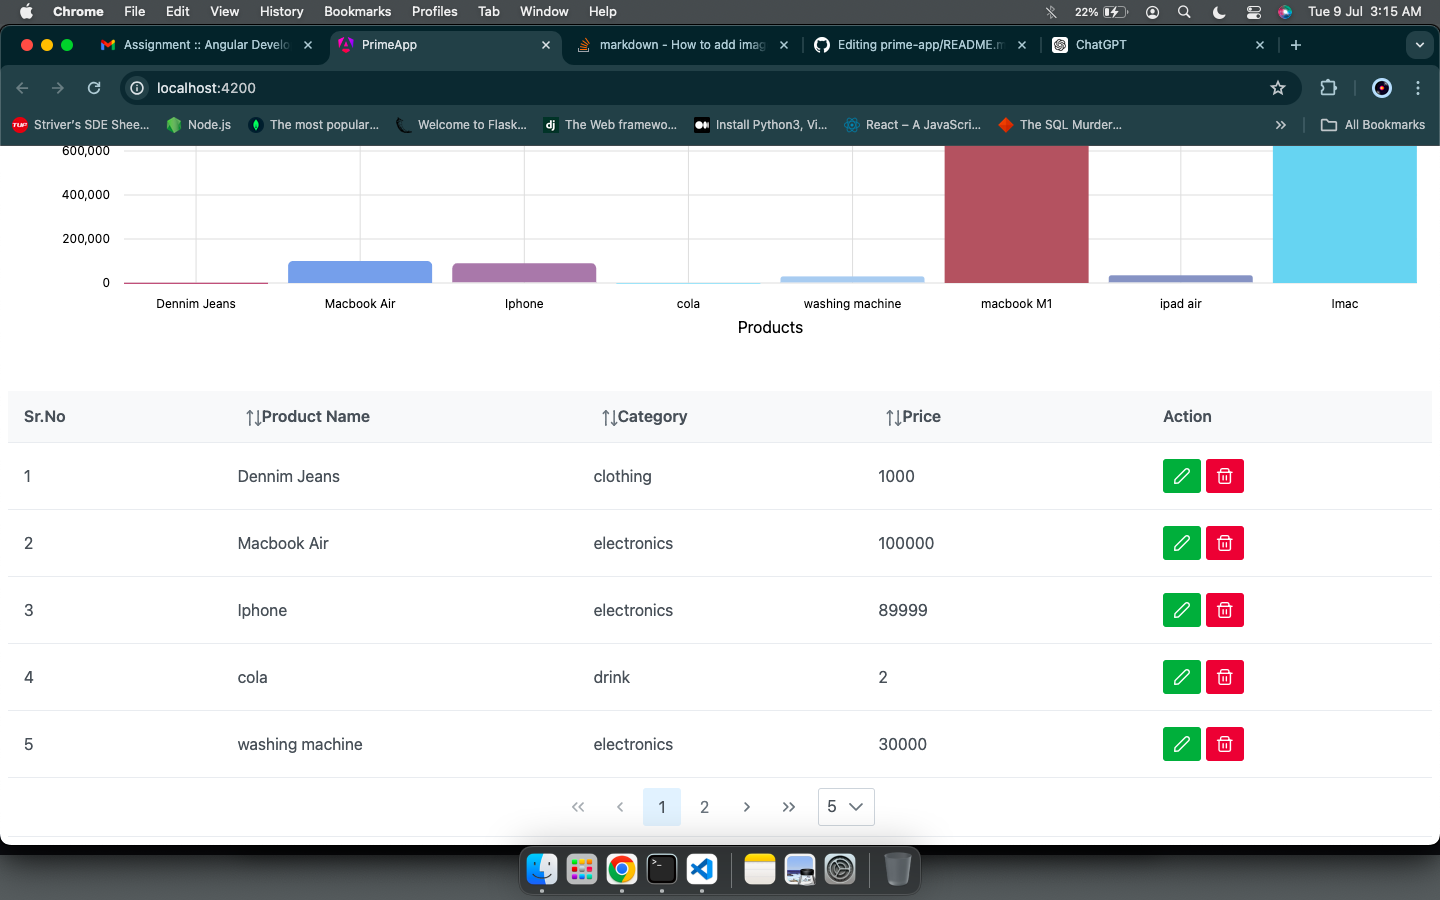 Chrome File Edit View History Bookmarks Profiles Tab Window Help 22% Tue 9 Jul 3:15 AM
Assignment :: Angular Develo PrimeApp markdown - How to add imag Editing prime-app/README.m ChatGPT
localhost:4200
Striver's SDE Shee... Node.js The most popular... Welcome to Flask... dj The Web framewo... Install Python3, Vi... React – A JavaScri... The SQL Murder... All Bookmarks
600,000
400,000
200,000
0
Dennim Jeans Macbook Air Iphone cola washing machine macbook M1 ipad air Imac
Products
Sr.No Product Name Category Price Action
1 Dennim Jeans clothing 1000
2 Macbook Air electronics 100000
3 Iphone electronics 89999
4 cola drink 2
5 washing machine electronics 30000
1 2 5